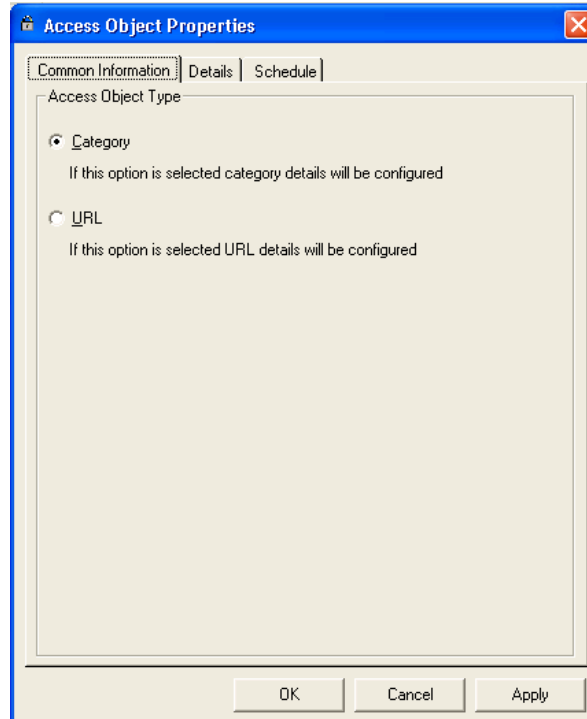 Access Object Properties
Common Information Details Schedule
Access Object Type
Category
If this option is selected category details will be configured
URL
If this option is selected URL details will be configured
OK Cancel Apply